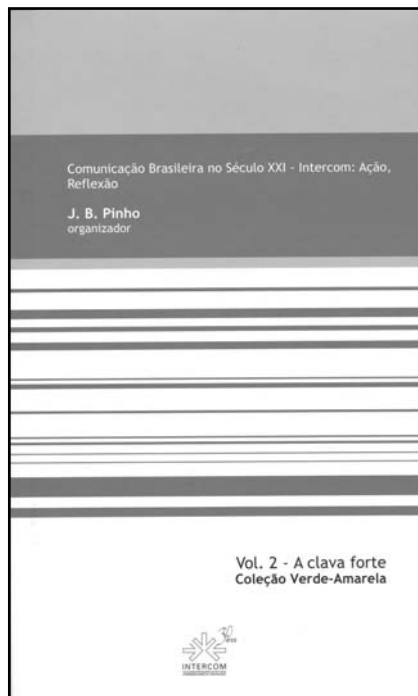 Comunicação Brasileira no Século XXI - Intercom: Ação,
Reflexão
J. B. Pinho
organizador
Vol. 2 - A clava forte
Coleção Verde-Amarela
INTERCOM